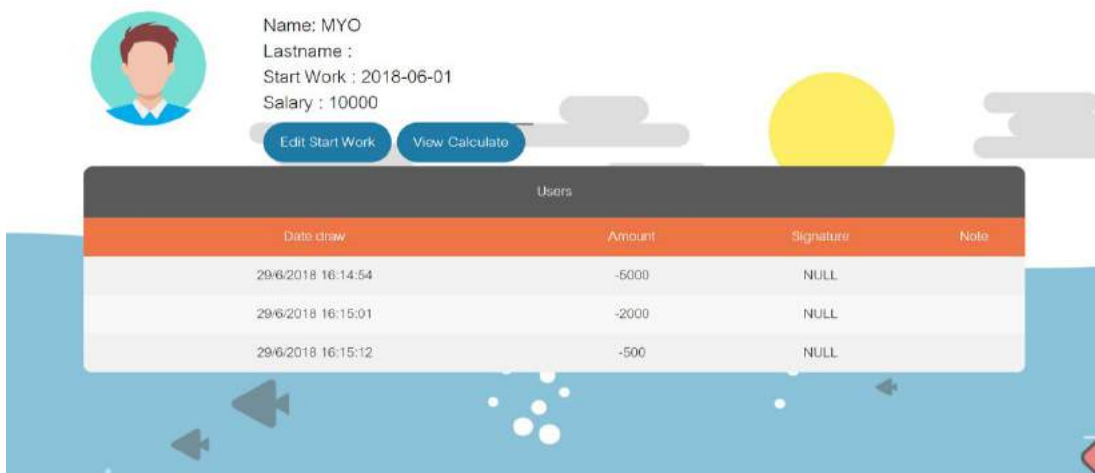 Name: MYO
Lastname :
Start Work : 2018-06-01
Salary : 10000
Edit Start Work View Calculate
Users
Date draw Amount Signature Note
29/6/2018 16:14:54 -5000 NULL
29/6/2018 16:15:01 -2000 NULL
29/6/2018 16:15:12 -500 NULL